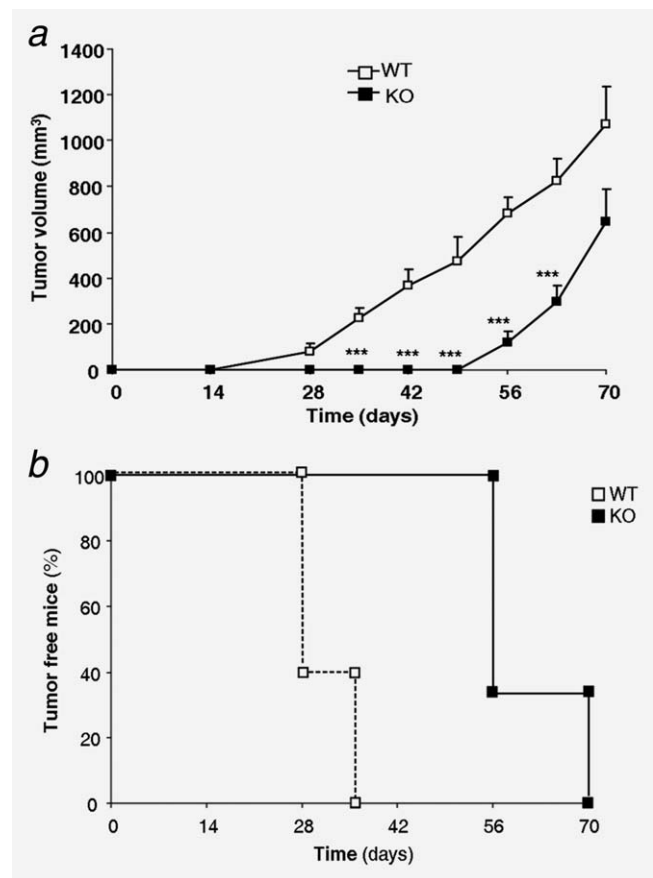 a
1400
1200
1000
800
600
400
200
0
Tumor volume (mm³)
WT
KO
*** *** *** *** ***
0 14 28 42 56 70
Time (days)
b
100
80
60
40
20
0
Tumor free mice (%)
WT
KO
0 14 28 42 56 70
Time (days)